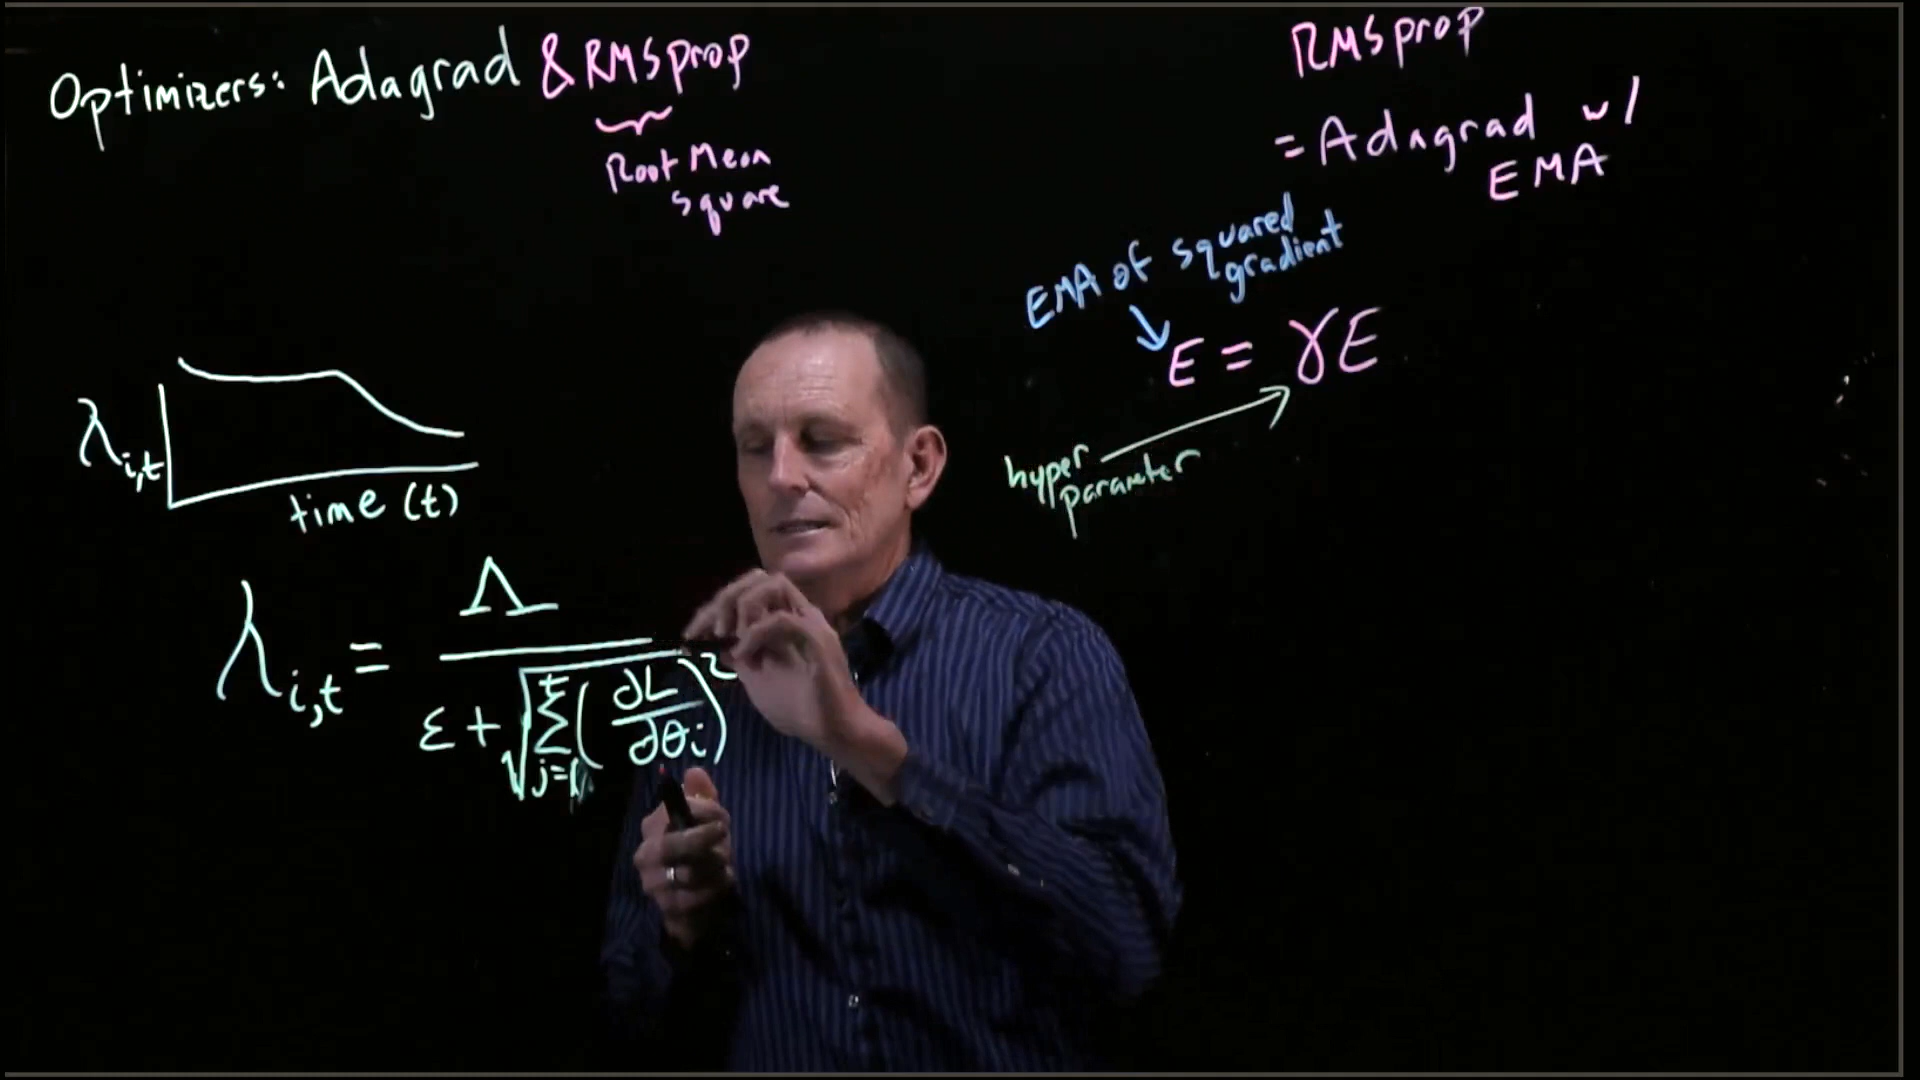 Optimizers: Adagrad & RMSprop
Root Mean
Square
RMSprop
= Adagrad w/
EMA
EMA of squared
gradient
E = γE
hyper
parameter
λi,t
time (t)
λi,t = Λ
ε + √ t Σ j=1 ( ∂L / ∂θi )²